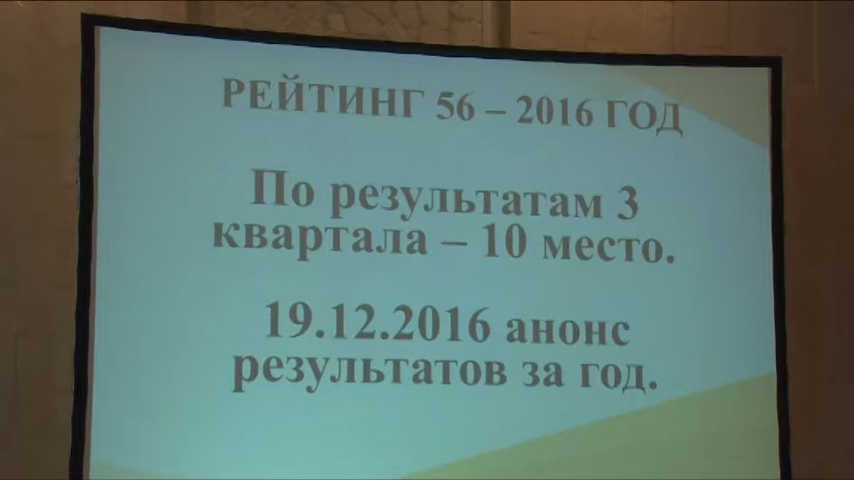 РЕЙТИНГ 56 – 2016 ГОД
По результатам 3
квартала – 10 место.
19.12.2016 анонс
результатов за год.